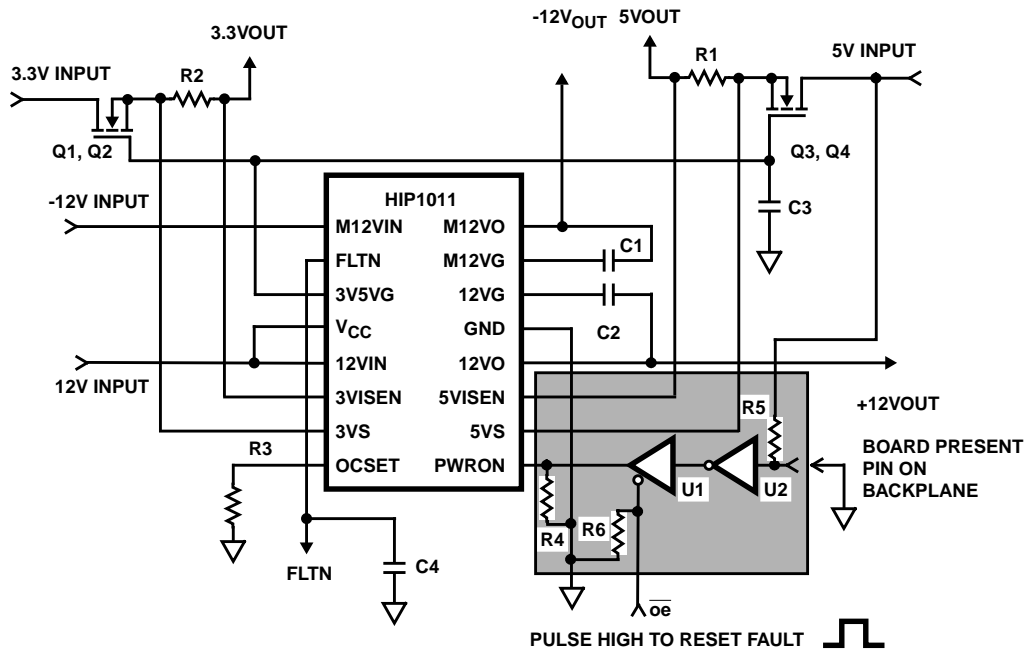 -12VOUT 5VOUT
3.3VOUT
R1
5V INPUT
3.3V INPUT
R2
Q1, Q2
Q3, Q4
HIP1011
-12V INPUT
C3
M12VIN
M12VO
C1
FLTN
M12VG
3V5VG
12VG
VCC
GND
C2
12VIN
12VO
12V INPUT
3VISEN
5VISEN
R5
+12VOUT
3VS
5VS
R3
OCSET
PWRON
U1
U2
BOARD PRESENT
PIN ON
BACKPLANE
R4
R6
FLTN
C4
oe
PULSE HIGH TO RESET FAULT